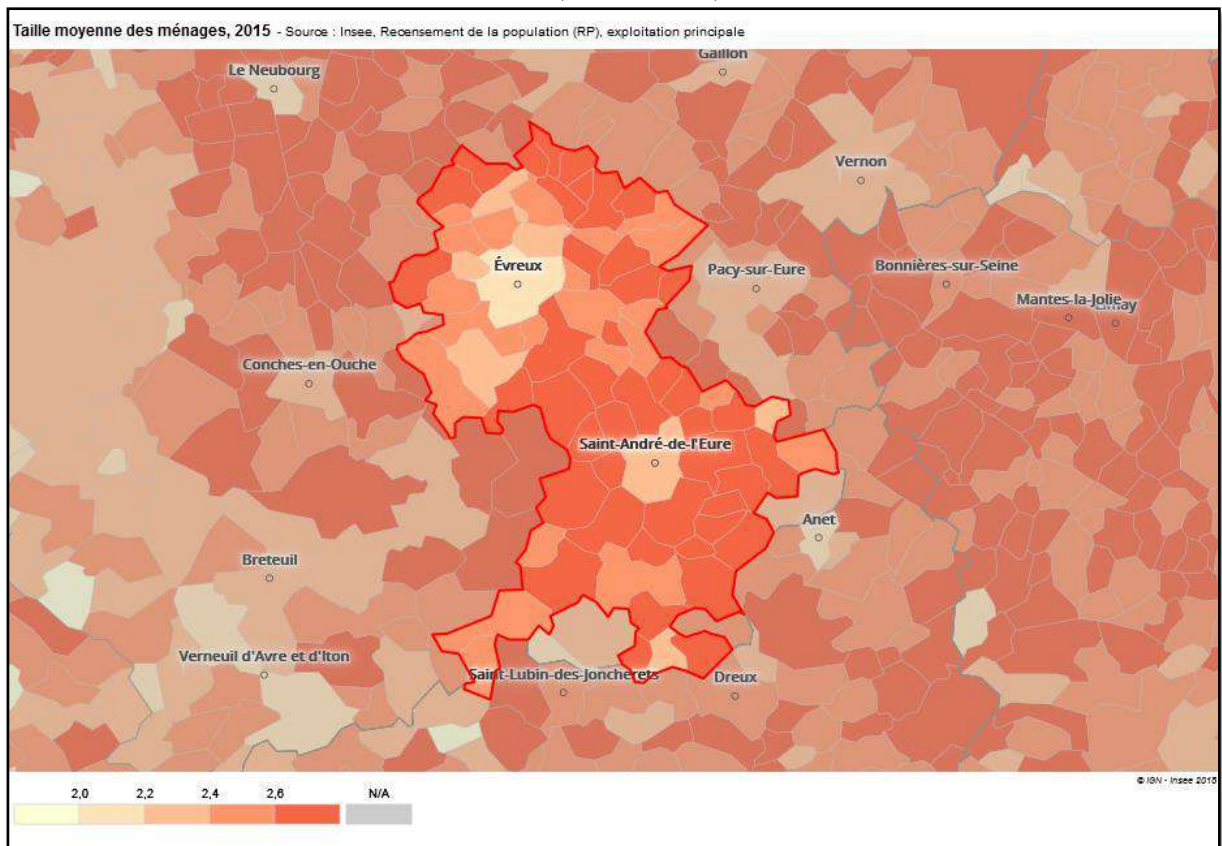 Taille moyenne des ménages, 2015 - Source : Insee, Recensement de la population (RP), exploitation principale
Gaillon
Le Neubourg
Vernon
Évreux
Pacy-sur-Eure
Bonnières-sur-Seine
Mantes-la-Jolie
Limay
Conches-en-Ouche
Saint-André-de-l'Eure
Anet
Breteuil
Verneuil d'Avre et d'Iton
Saint-Lubin-des-Joncherets
Dreux
© IGN - Insee 2015
2,0 2,2 2,4 2,6 N/A